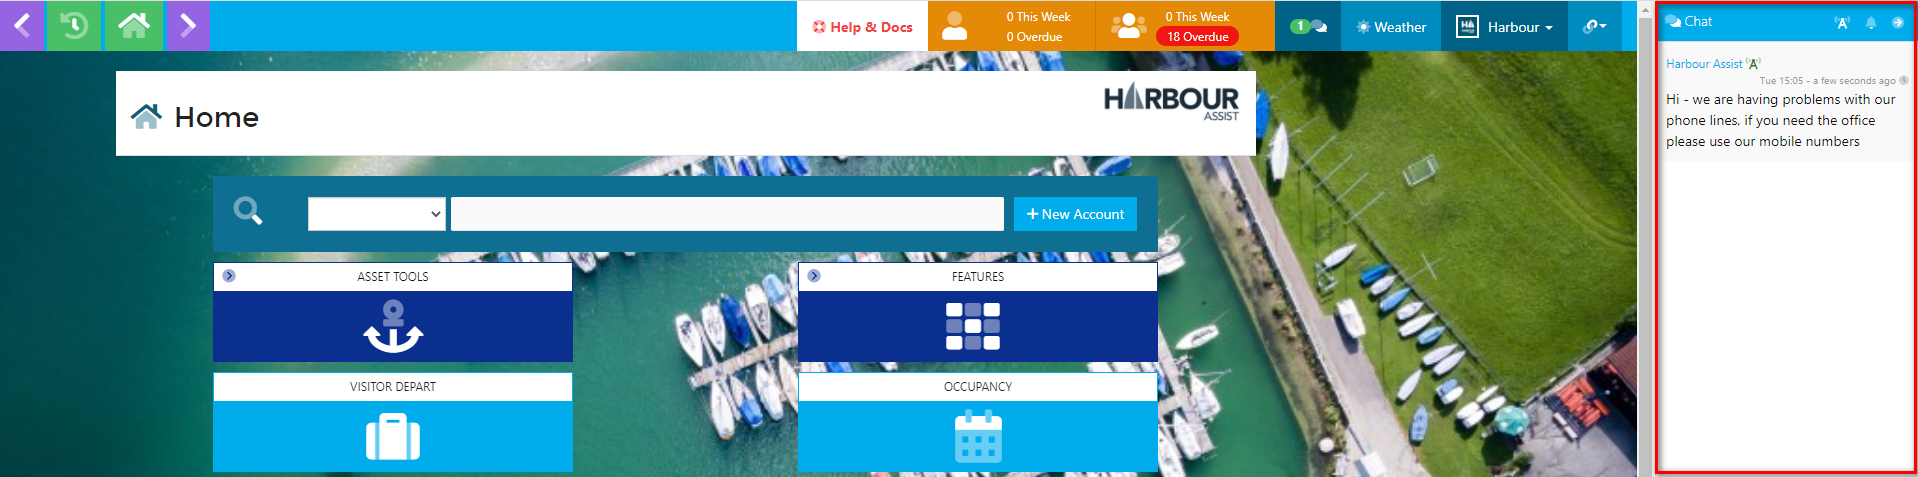 Help & Docs
0 This Week
0 Overdue
0 This Week
18 Overdue
1
Weather
Harbour
Chat
Home
HARBOUR
ASSIST
Harbour Assist
Tue 15:05 - a few seconds ago
Hi - we are having problems with our
phone lines, if you need the office
please use our mobile numbers
New Account
ASSET TOOLS
FEATURES
VISITOR DEPART
OCCUPANCY